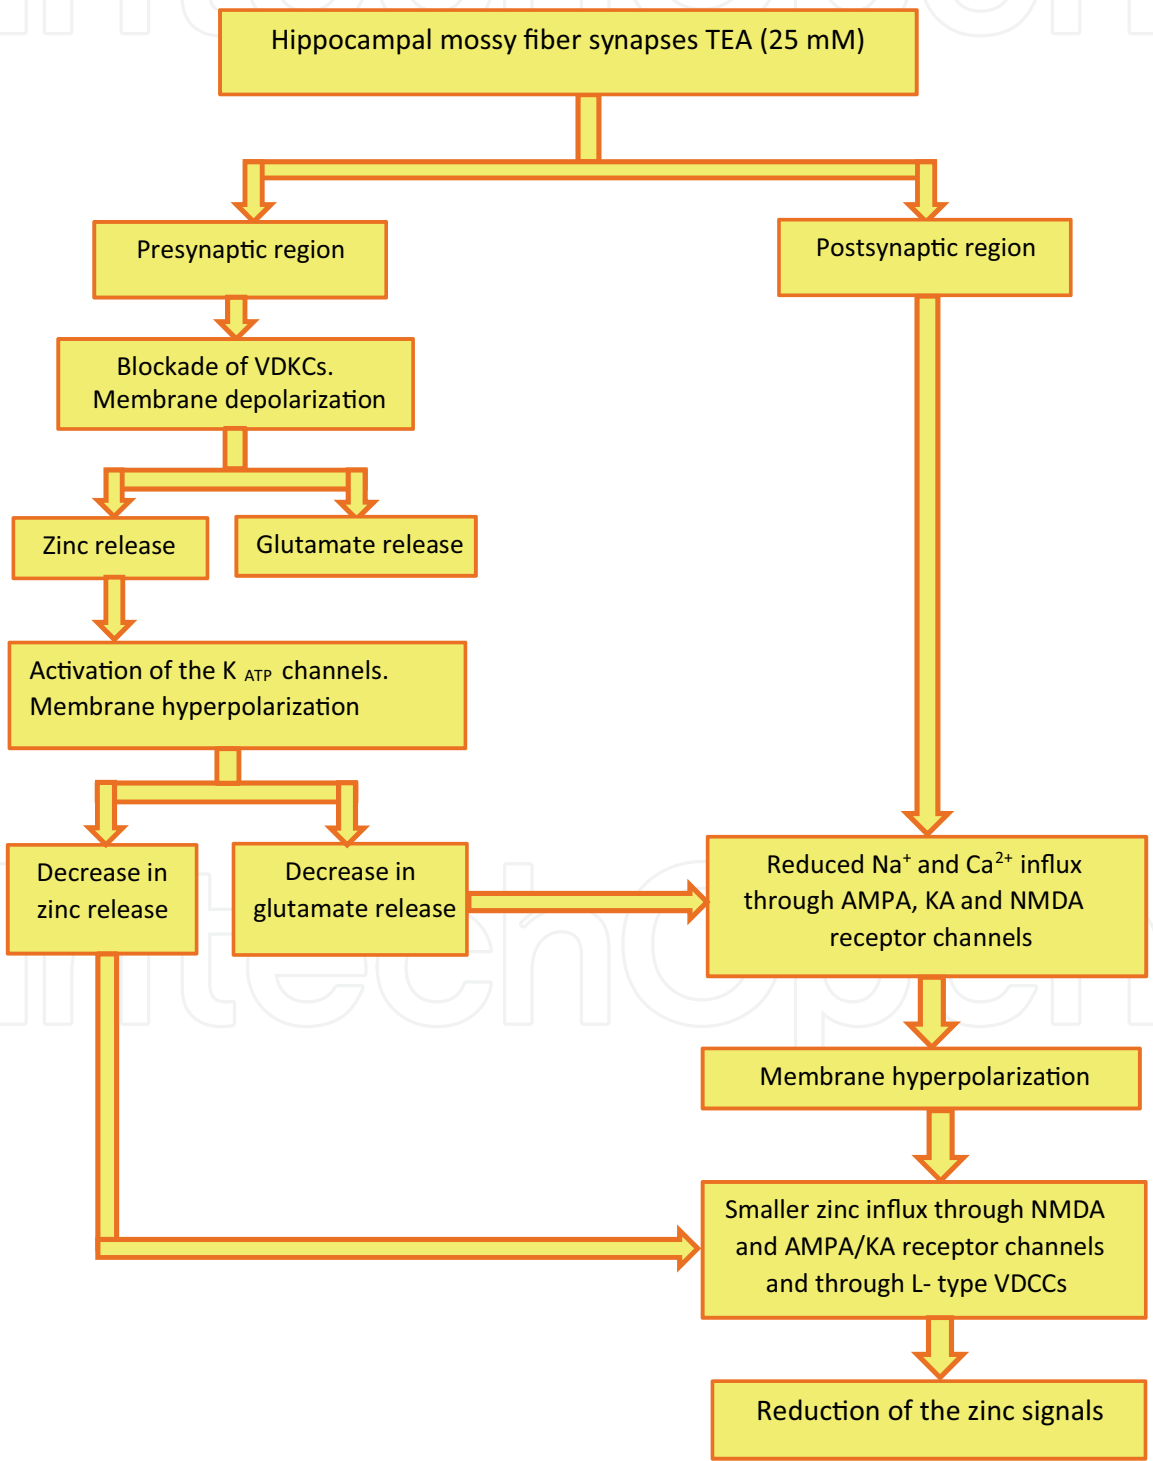 Hippocampal mossy fiber synapses TEA (25 mM)
Presynaptic region
Postsynaptic region
Blockade of VDKCs.
Membrane depolarization
Zinc release
Glutamate release
Activation of the K ATP channels.
Membrane hyperpolarization
Decrease in
zinc release
Decrease in
glutamate release
Reduced Na⁺ and Ca²⁺ influx
through AMPA, KA and NMDA
receptor channels
Membrane hyperpolarization
Smaller zinc influx through NMDA
and AMPA/KA receptor channels
and through L- type VDCCs
Reduction of the zinc signals
IntechOpen
IntechOpen